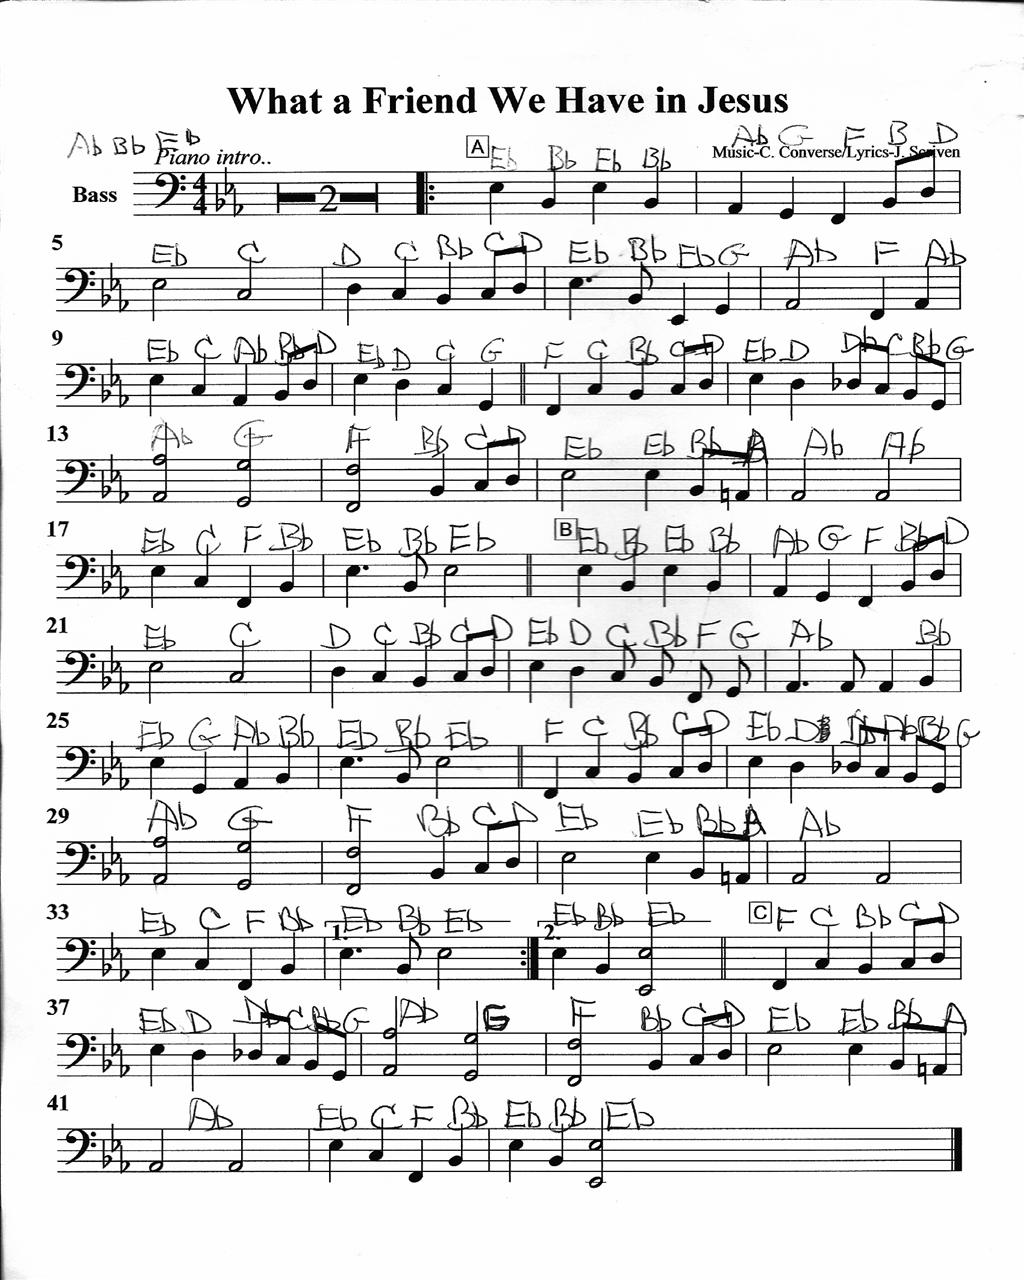 What a Friend We Have in Jesus
Ab Bb Eb
Piano intro..
A
Eb Bb Eb Bb
Ab G F B D
Music-C. Converse/Lyrics-J. Scriven
Bass
2
5
Eb C D C Bb C D Eb Bb Eb G Ab F Ab
9
Eb C Ab Bb D Eb D C G F C Bb C D Eb D Db C Bb G
13
Ab G F Bb C D Eb Eb Bb A Ab Ab
17
Eb C F Bb Eb Bb Eb
B
Eb B Eb Bb Ab G F Bb D
21
Eb C D C Bb C D Eb D C Bb F G Ab Bb
25
Eb G Ab Bb Eb Bb Eb F C Bb C D Eb D Bb G
29
Ab G F Bb C D Eb Eb Bb A Ab
33
Eb C F Bb
1.
Eb Bb Eb
2.
Eb Bb Eb
C
F C Bb C D
37
Eb D Db C Bb G Ab G F Bb C D Eb Eb Bb A
41
Ab Eb C F Bb Eb Bb Eb